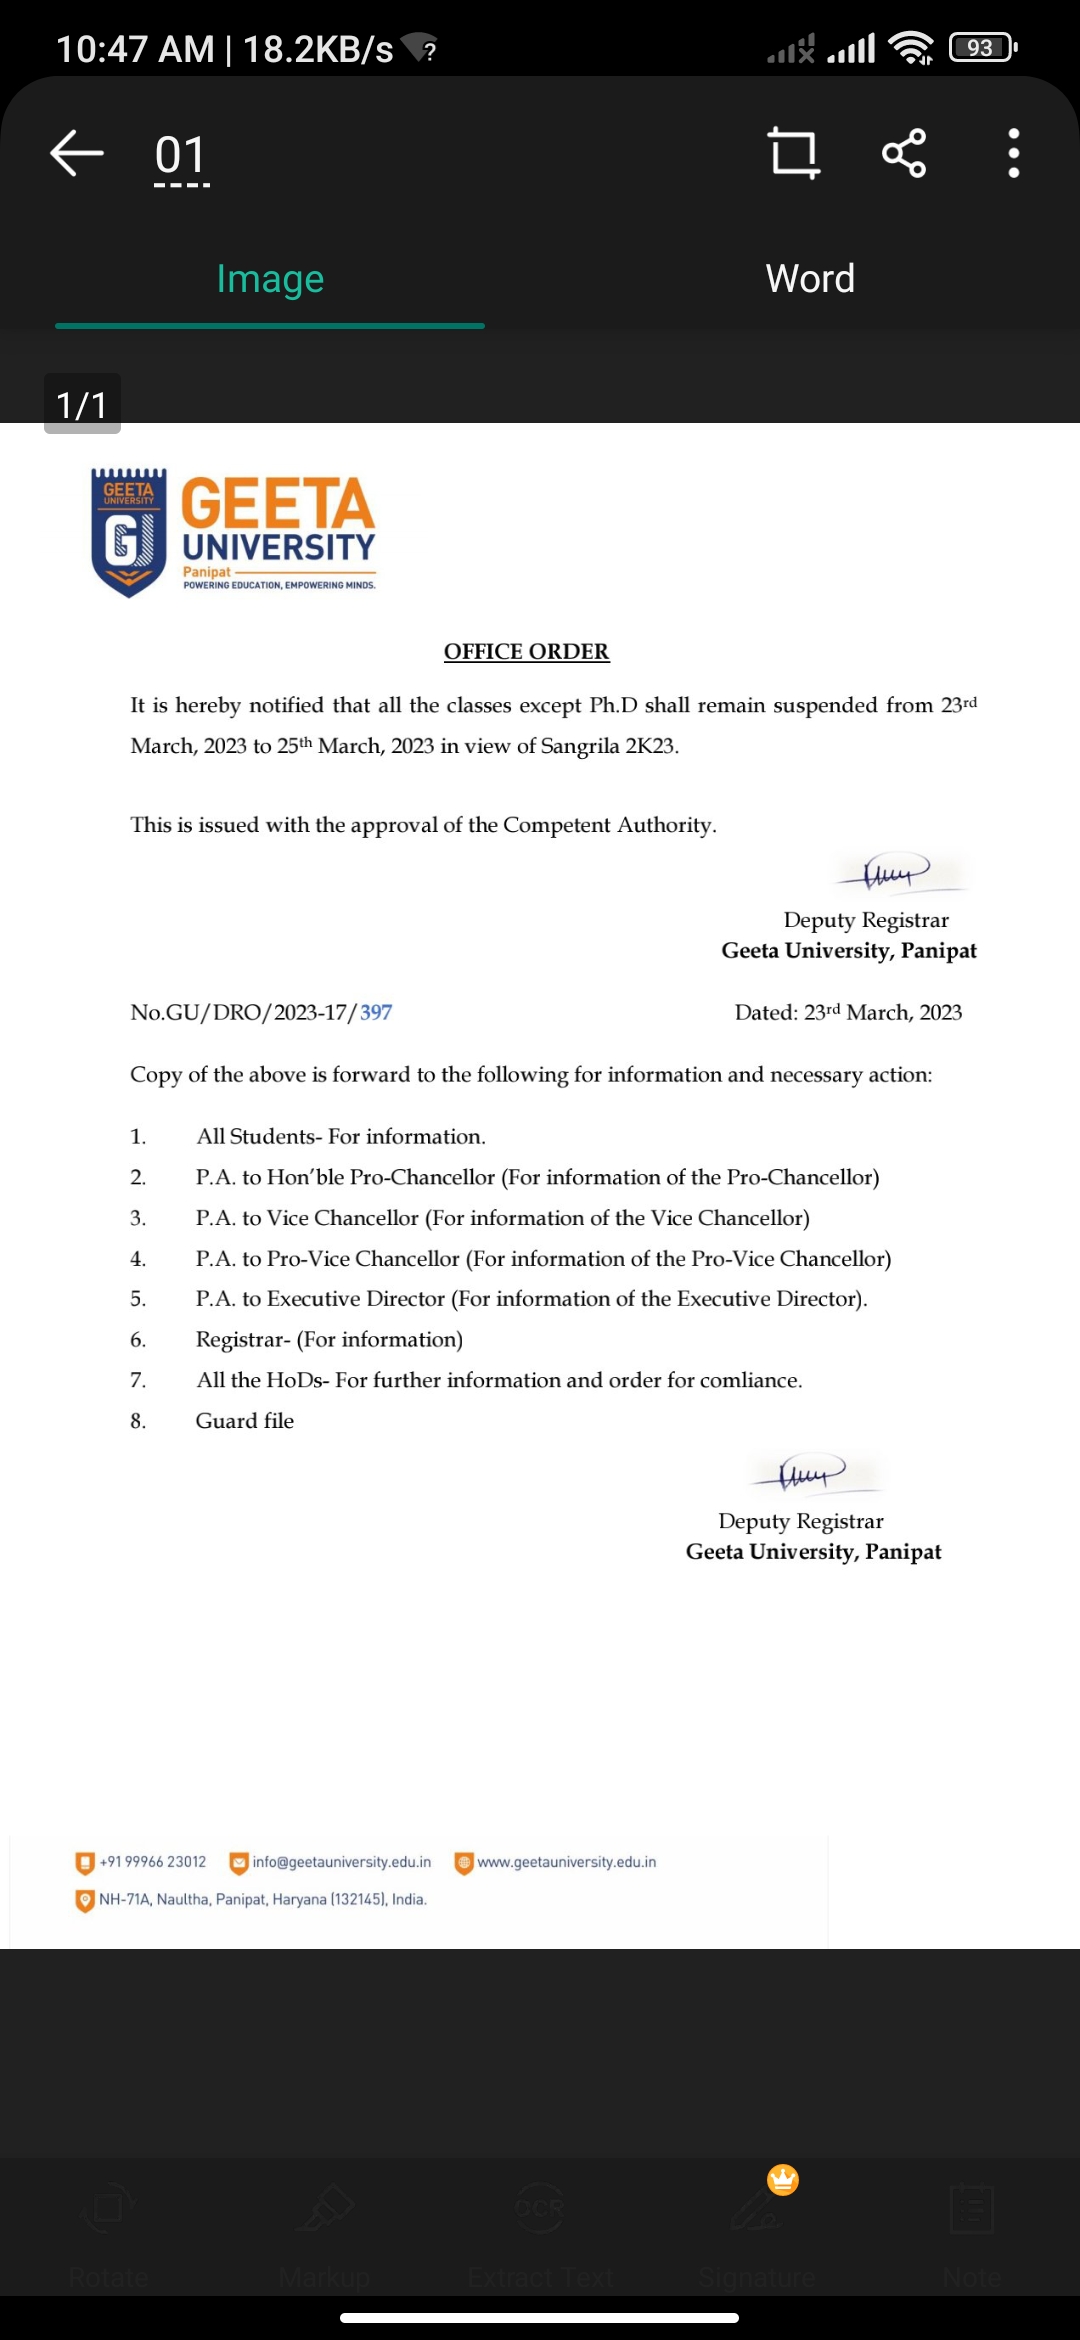 10:47 AM | 18.2KB/s
93
01
Image
Word
1/1
GEETA
UNIVERSITY
GU
GEETA
UNIVERSITY
Panipat
POWERING EDUCATION, EMPOWERING MINDS.
OFFICE ORDER
It is hereby notified that all the classes except Ph.D shall remain suspended from 23rd
March, 2023 to 25th March, 2023 in view of Sangrila 2K23.
This is issued with the approval of the Competent Authority.
Deputy Registrar
Geeta University, Panipat
No.GU/DRO/2023-17/397
Dated: 23rd March, 2023
Copy of the above is forward to the following for information and necessary action:
1. All Students- For information.
2. P.A. to Hon’ble Pro-Chancellor (For information of the Pro-Chancellor)
3. P.A. to Vice Chancellor (For information of the Vice Chancellor)
4. P.A. to Pro-Vice Chancellor (For information of the Pro-Vice Chancellor)
5. P.A. to Executive Director (For information of the Executive Director).
6. Registrar- (For information)
7. All the HoDs- For further information and order for comliance.
8. Guard file
Deputy Registrar
Geeta University, Panipat
+91 99966 23012 info@geetauniversity.edu.in www.geetauniversity.edu.in
NH-71A, Naultha, Panipat, Haryana (132145), India.
OCR
Rotate
Markup
Extract Text
Signature
Note